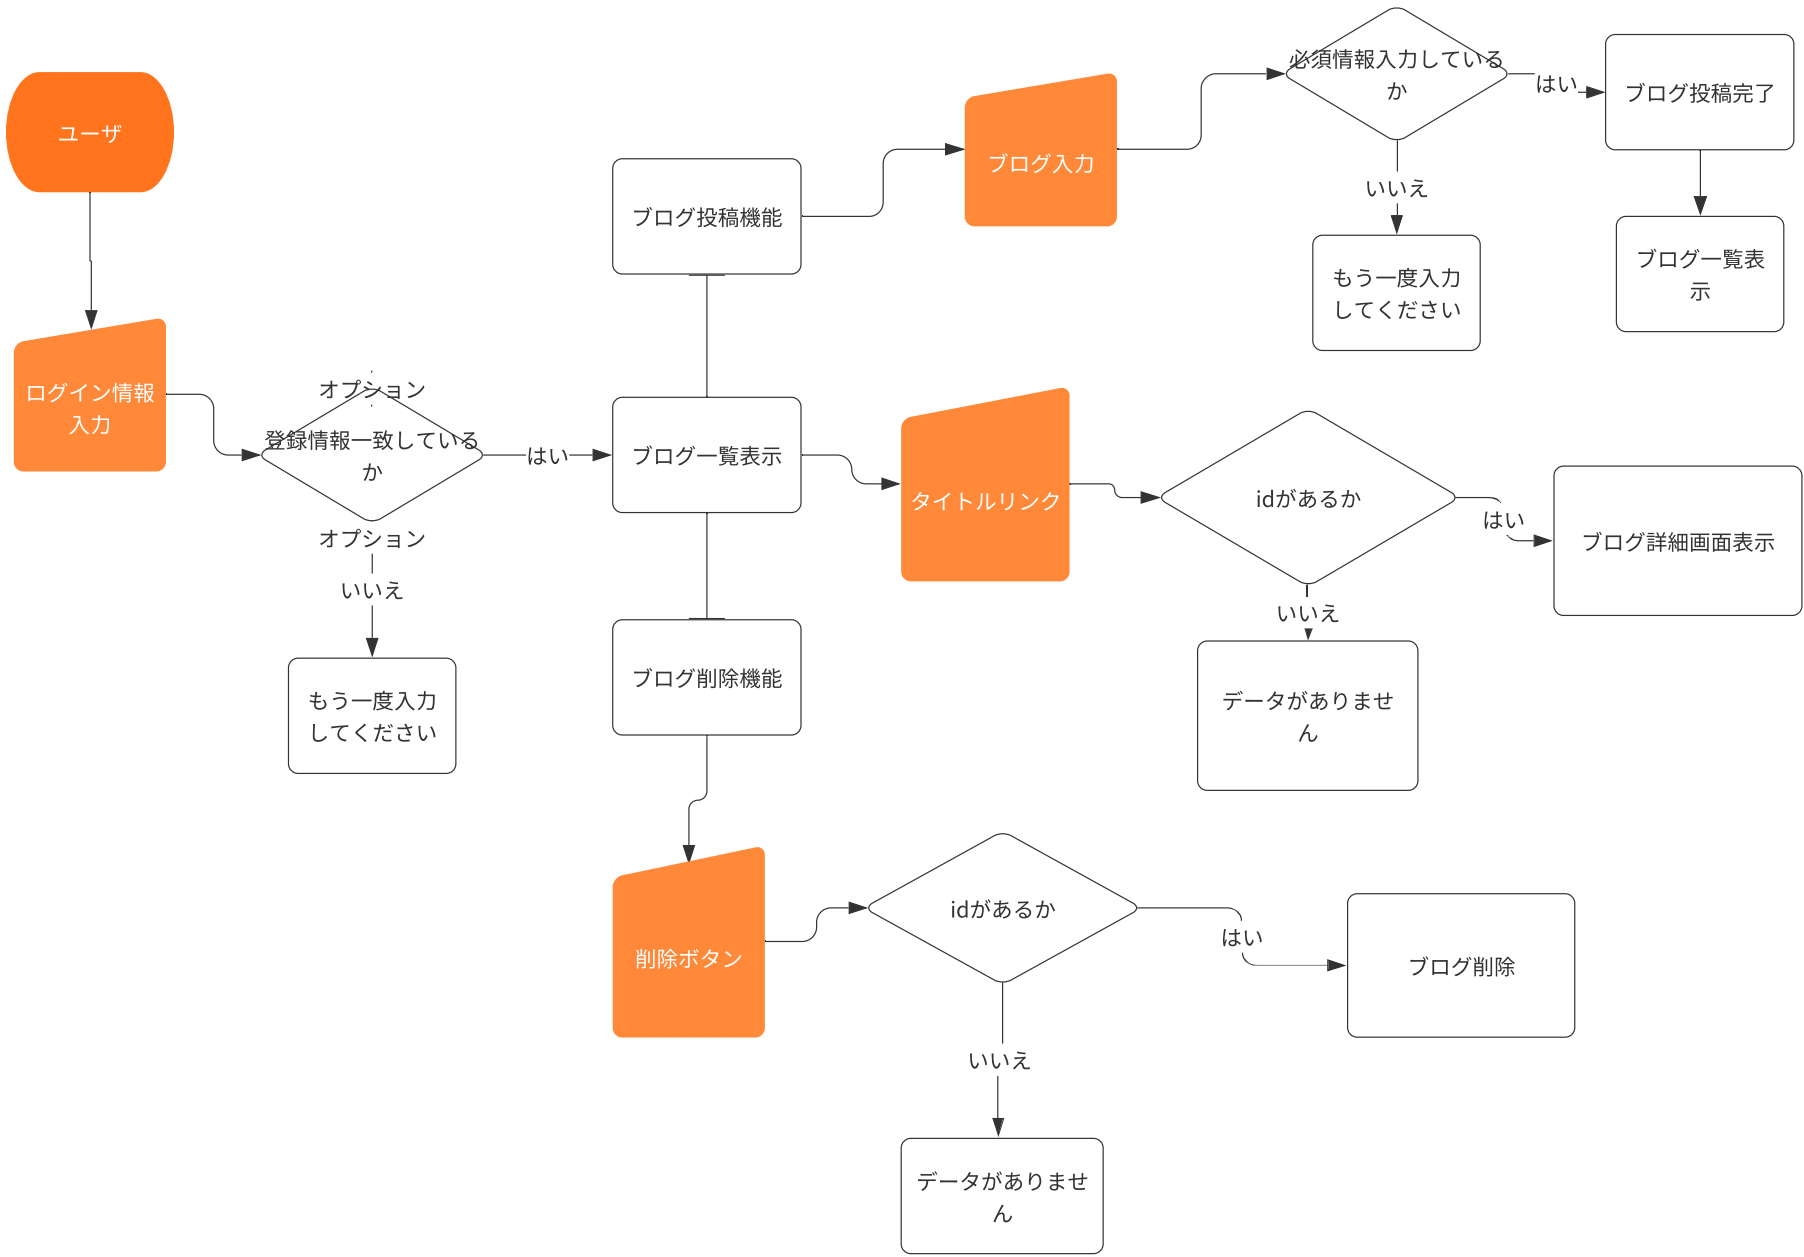 ユーザ
ログイン情報
入力
オプション
登録情報一致している
か
オプション
いいえ
もう一度入力
してください
はい
ブログ投稿機能
ブログ一覧表示
ブログ削除機能
ブログ入力
必須情報入力している
か
はい
ブログ投稿完了
いいえ
もう一度入力
してください
ブログ一覧表
示
タイトルリンク
idがあるか
はい
ブログ詳細画面表示
いいえ
データがありませ
ん
削除ボタン
idがあるか
はい
ブログ削除
いいえ
データがありませ
ん